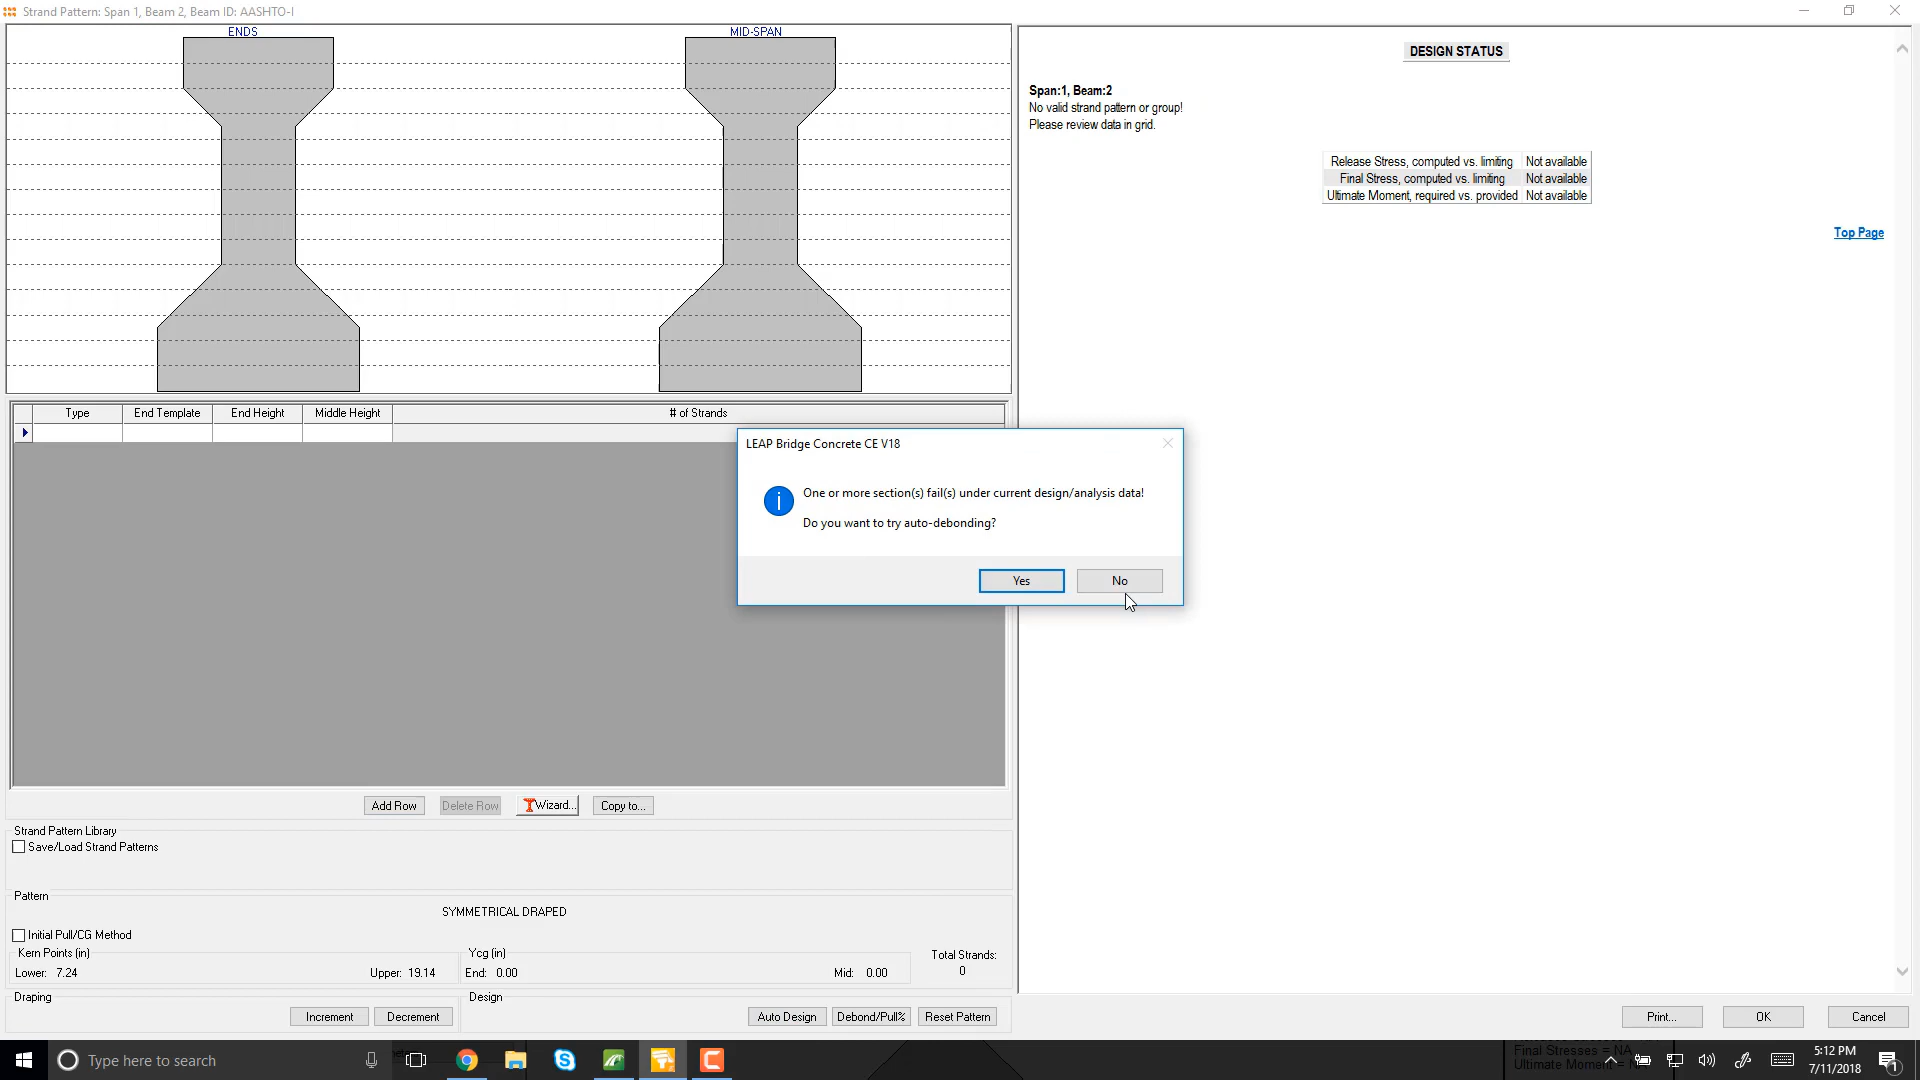 Strand Pattern: Span 1, Beam 2, Beam ID: AASHTO-I
ENDS
MID-SPAN
DESIGN STATUS
Span:1, Beam:2
No valid strand pattern or group!
Please review data in grid.
Release Stress, computed vs. limiting Not available
Final Stress, computed vs. limiting Not available
Ultimate Moment, required vs. provided Not available
Top Page
Type End Template End Height Middle Height # of Strands
LEAP Bridge Concrete CE V18
One or more section(s) fail(s) under current design/analysis data!
Do you want to try auto-debonding?
Yes No
Add Row Delete Row Wizard... Copy to...
Strand Pattern Library
Save/Load Strand Patterns
Pattern
SYMMETRICAL DRAPED
Initial Pull/CG Method
Kern Points (in)
Lower: 7.24 Upper: 19.14
Ycg (in)
End: 0.00 Mid: 0.00
Total Strands:
0
Draping
Increment Decrement
Design
Auto Design Debond/Pull% Reset Pattern
Print... OK Cancel
Type here to search
Final Stresses = NA
Ultimate Moment =
5:12 PM
7/11/2018
1